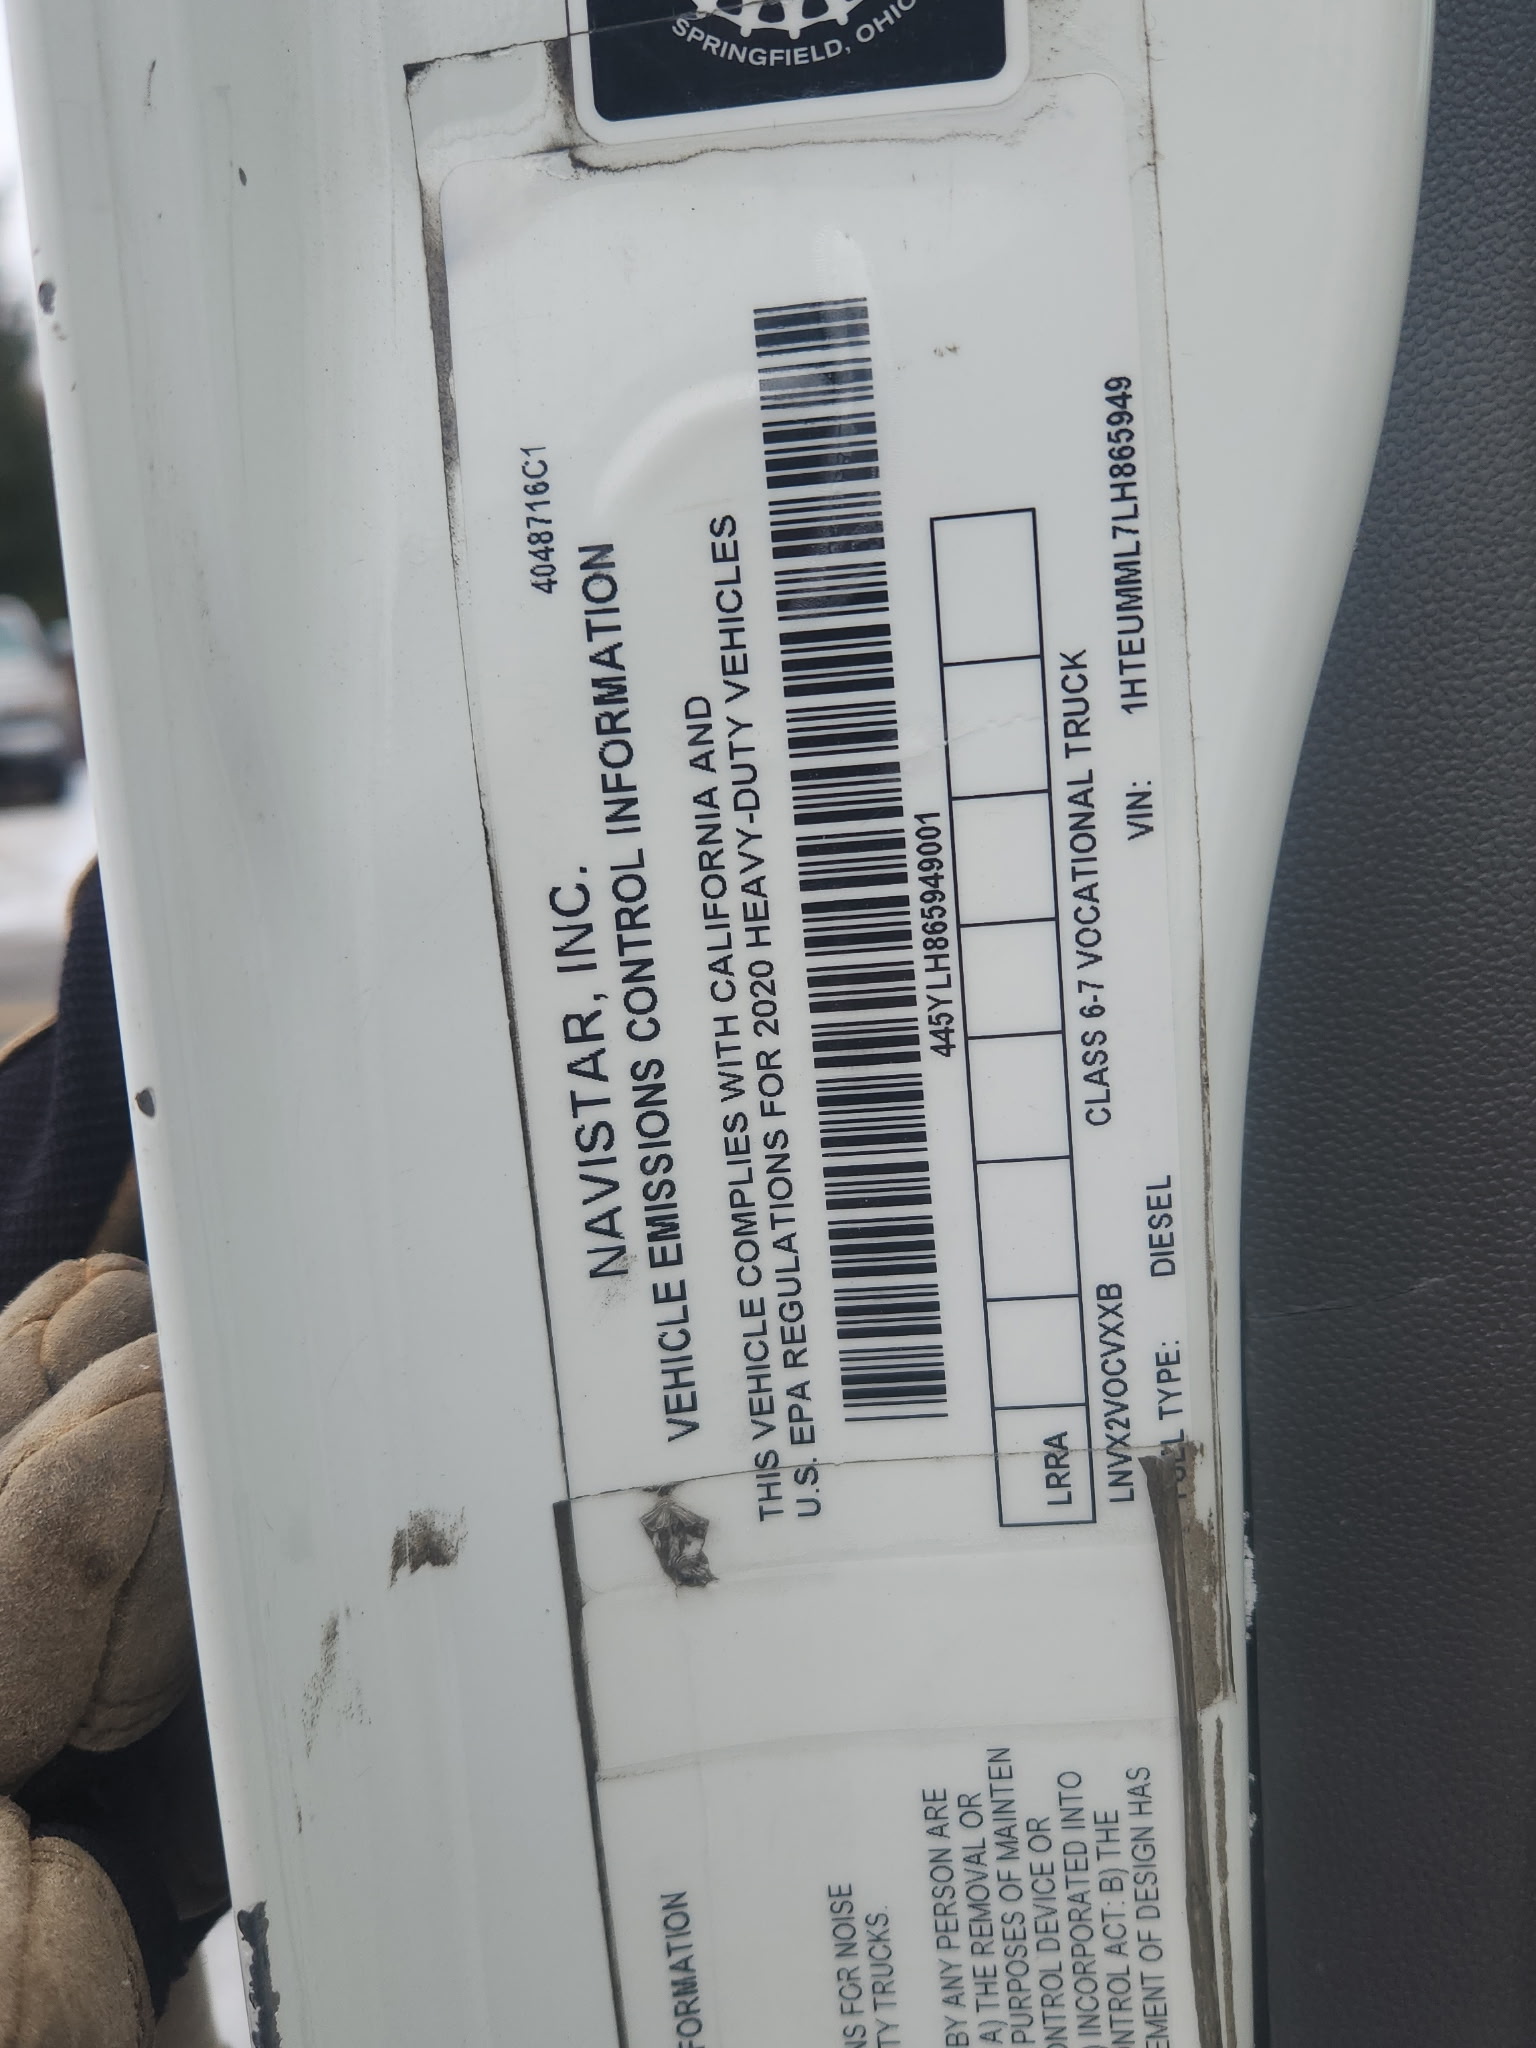 SPRINGFIELD, OHIO
4048716C1
NAVISTAR, INC.
VEHICLE EMISSIONS CONTROL INFORMATION
THIS VEHICLE COMPLIES WITH CALIFORNIA AND
U.S. EPA REGULATIONS FOR 2020 HEAVY-DUTY VEHICLES
445YLH865949001
LRRA
LNVX2VOCVXXB CLASS 6-7 VOCATIONAL TRUCK
FUEL TYPE: DIESEL VIN: 1HTEUMML7LH865949
FORMATION
NS FOR NOISE
TY TRUCKS.
BY ANY PERSON ARE
A) THE REMOVAL OR
PURPOSES OF MAINTEN
ONTROL DEVICE OR
INCORPORATED INTO
NTROL ACT: B) THE
EMENT OF DESIGN HAS